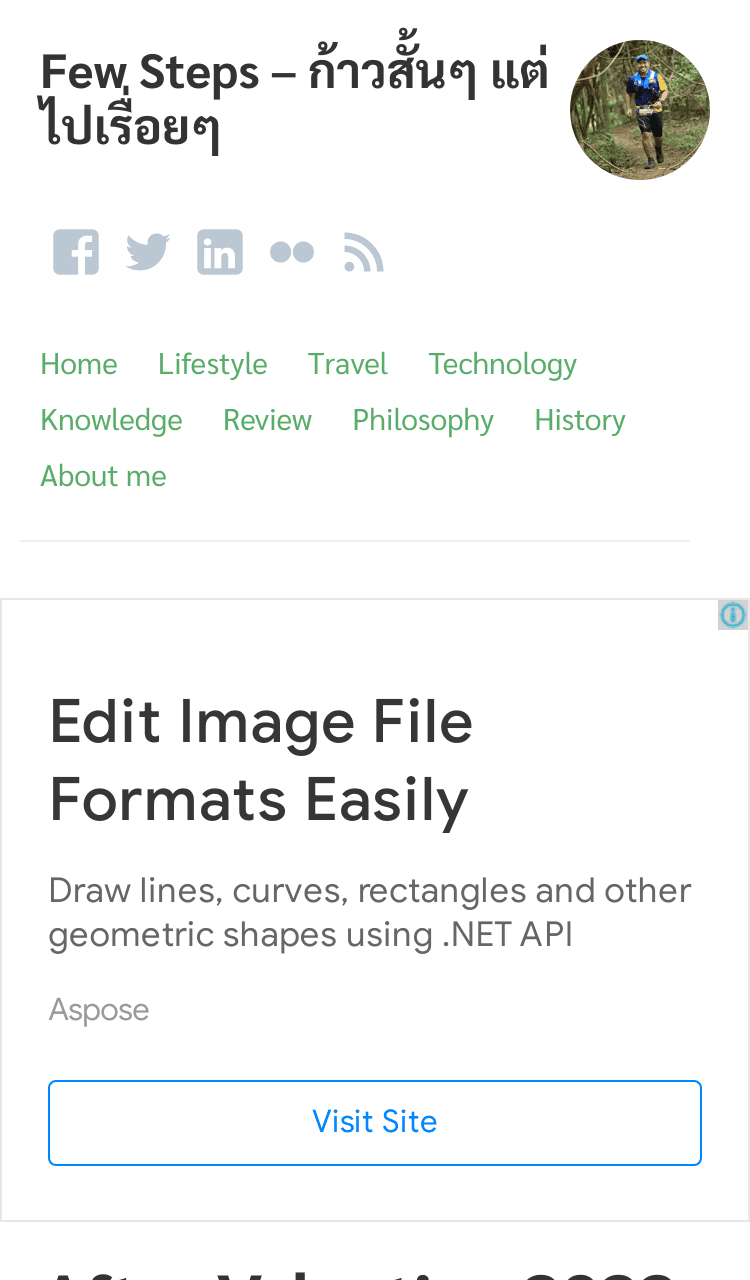 Few Steps – ก้าวสั้นๆ แต่
ไปเรื่อยๆ
Home Lifestyle Travel Technology
Knowledge Review Philosophy History
About me
Edit Image File
Formats Easily
Draw lines, curves, rectangles and other
geometric shapes using .NET API
Aspose
Visit Site